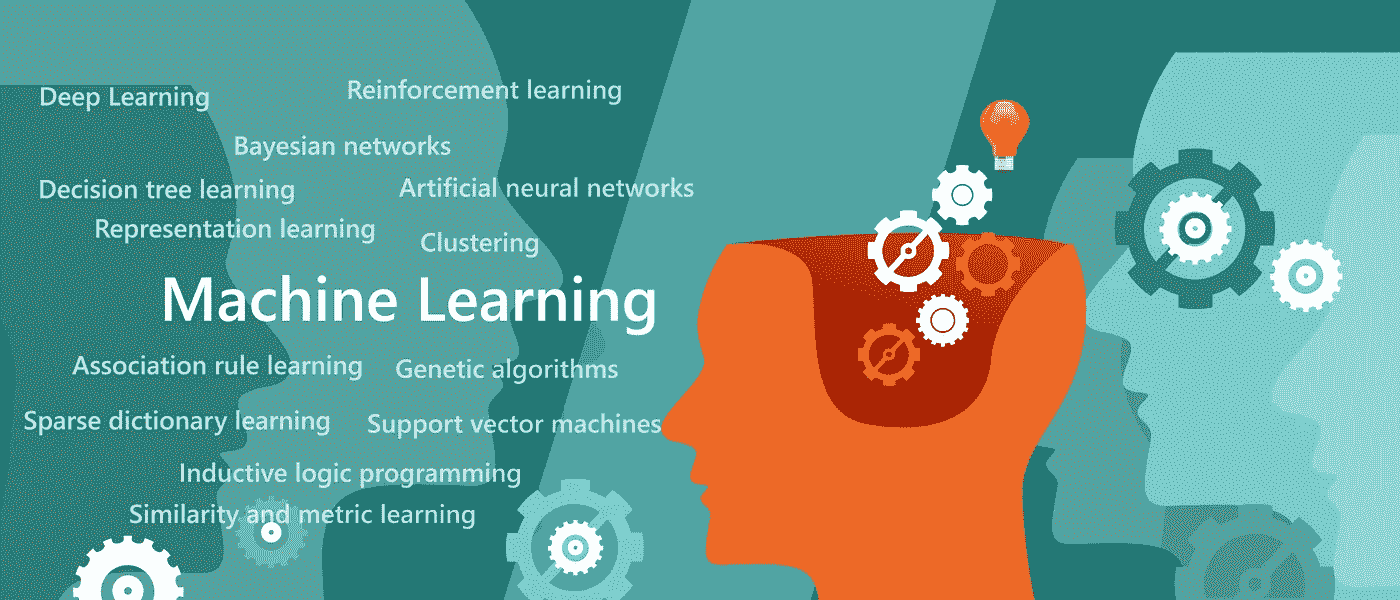 Deep Learning
Reinforcement learning
Bayesian networks
Decision tree learning
Artificial neural networks
Representation learning
Clustering
Machine Learning
Association rule learning
Genetic algorithms
Sparse dictionary learning
Support vector machines
Inductive logic programming
Similarity and metric learning